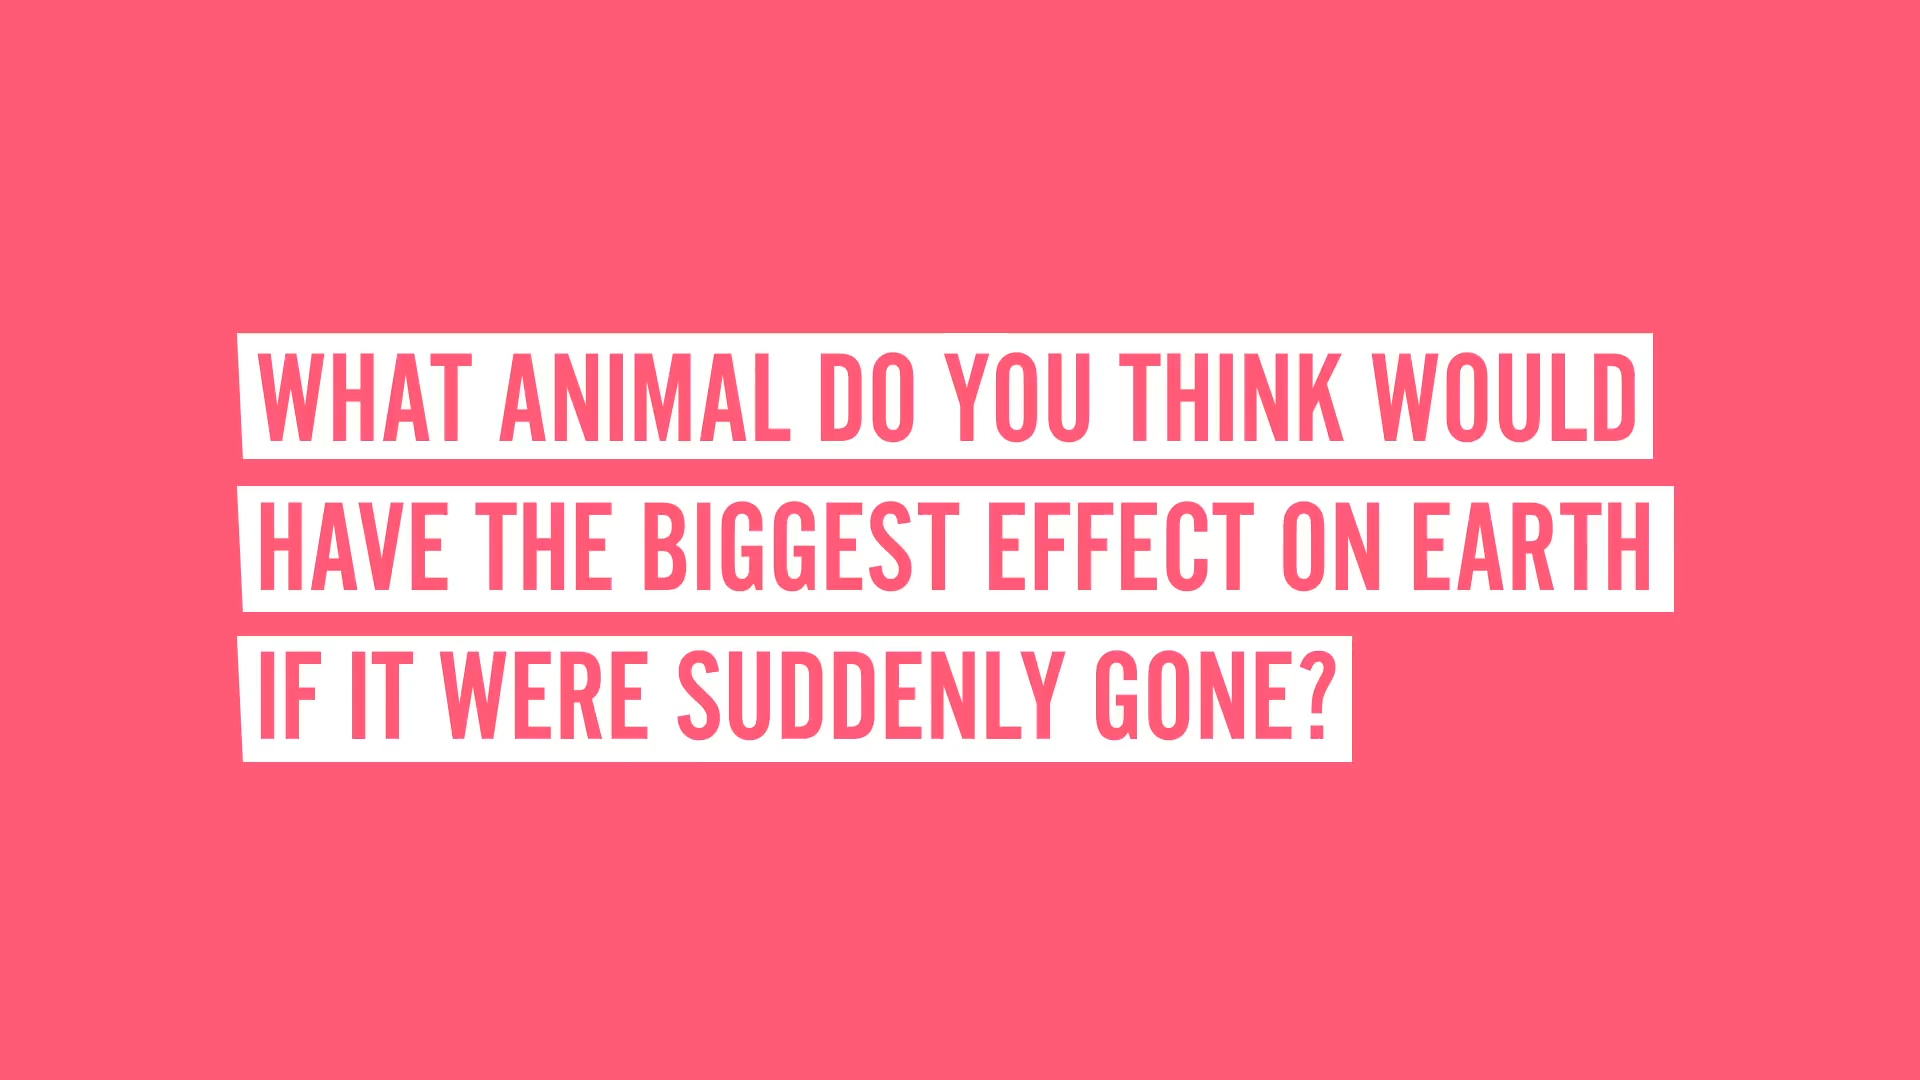 WHAT ANIMAL DO YOU THINK WOULD
HAVE THE BIGGEST EFFECT ON EARTH
IF IT WERE SUDDENLY GONE?